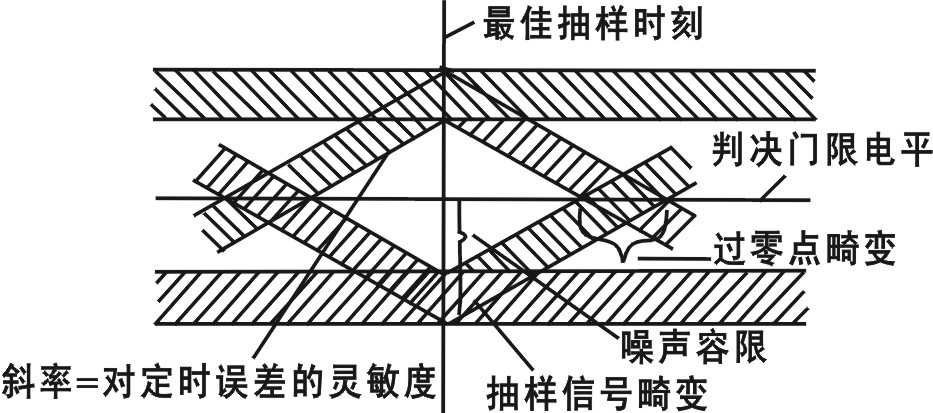 最佳抽样时刻
判决门限电平
过零点畸变
噪声容限
斜率=对定时误差的灵敏度
抽样信号畸变